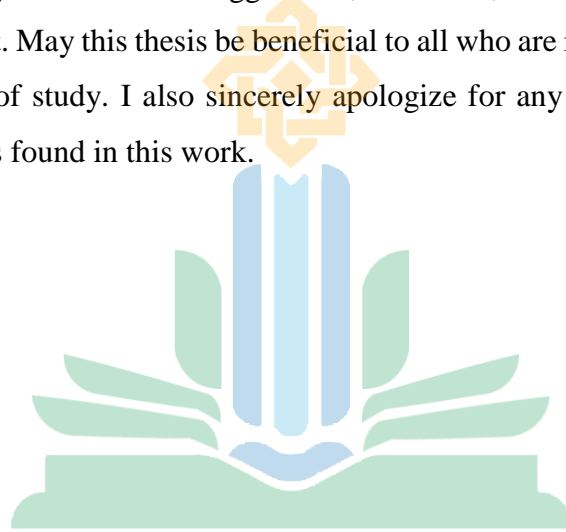 t. May this thesis be beneficial to all who are
of study. I also sincerely apologize for any
s found in this work.